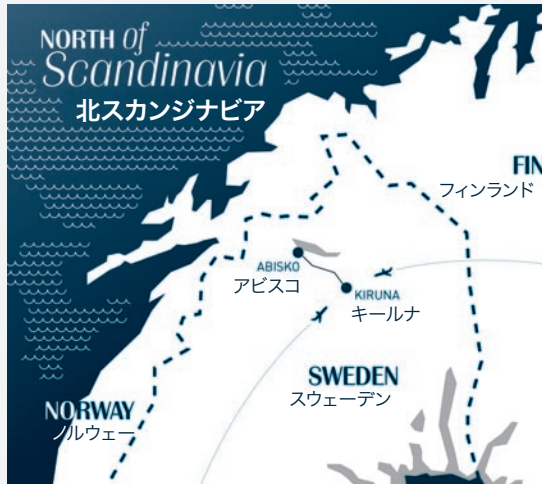 NORTH of
Scandinavia
北スカンジナビア
FIN
フィンランド
ABISKO
アビスコ
KIRUNA
キールナ
SWEDEN
スウェーデン
NORWAY
ノルウェー